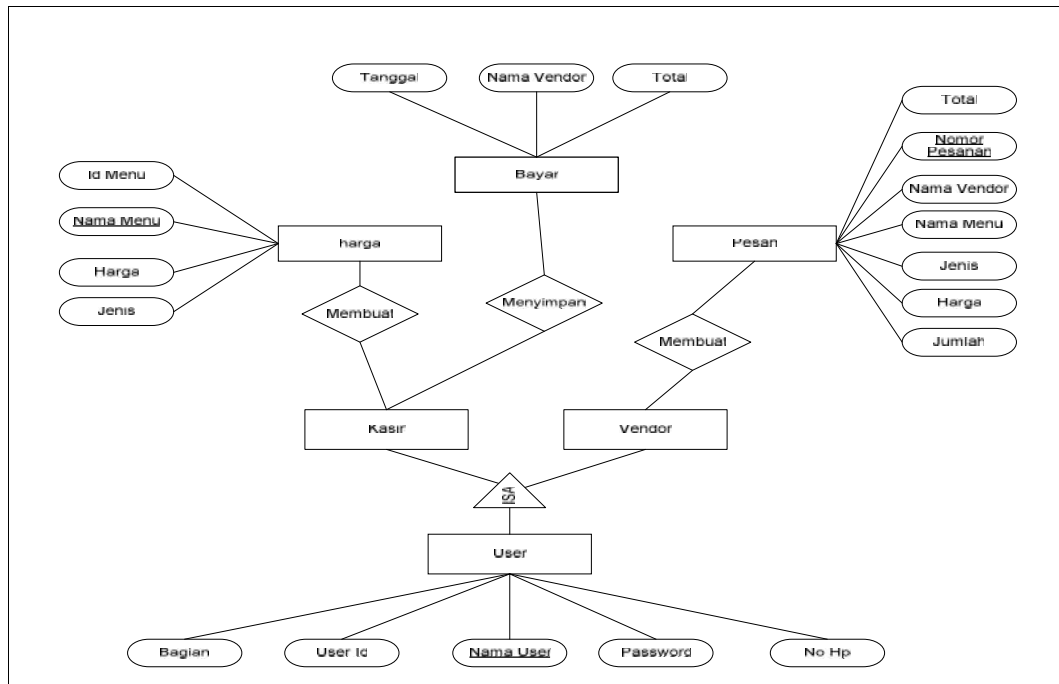 Tanggal
Nama Vendor
Total
Total
Nomor
Pesanan
Bayar
Id Menu
Nama Vendor
Nama Menu
Nama Menu
harga
Pesan
Harga
Jenis
Menyimpan
Harga
Jenis
Membuat
Membuat
Jumlah
Kasir
Vendor
ISA
User
Bagian
User Id
Nama User
Password
No Hp